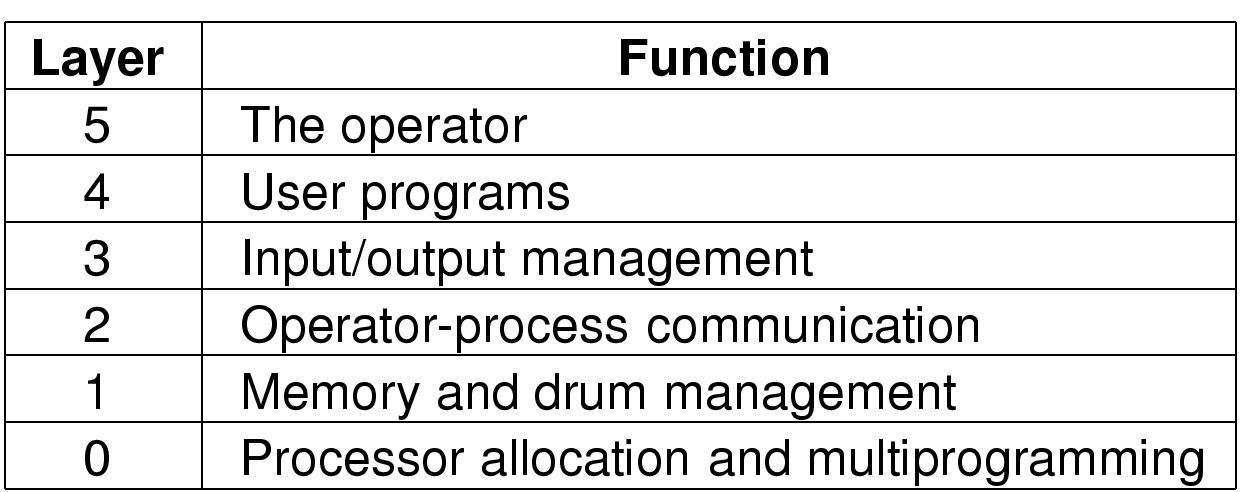 Layer Function
5 The operator
4 User programs
3 Input/output management
2 Operator-process communication
1 Memory and drum management
0 Processor allocation and multiprogramming